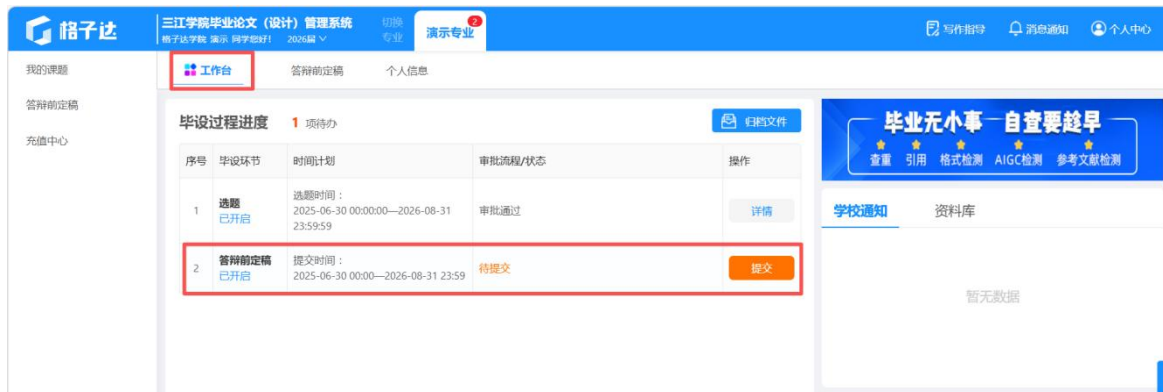 格子达
三江学院毕业论文（设计）管理系统
格子达学院 演示 同学您好! 2026届
切换专业
演示专业
2
写作指导
消息通知
个人中心
我的课题
答辩前定稿
充值中心
工作台
答辩前定稿
个人信息
毕设过程进度 1 项待办
归档文件
序号 毕设环节 时间计划 审批流程/状态 操作
1
选题
已开启
选题时间：
2025-06-30 00:00:00—2026-08-31
23:59:59
审批通过
详情
2
答辩前定稿
已开启
提交时间：
2025-06-30 00:00—2026-08-31 23:59
待提交
提交
毕业无小事 自查要趁早
查重 引用 格式检测 AIGC检测 参考文献检测
学校通知 资料库
暂无数据